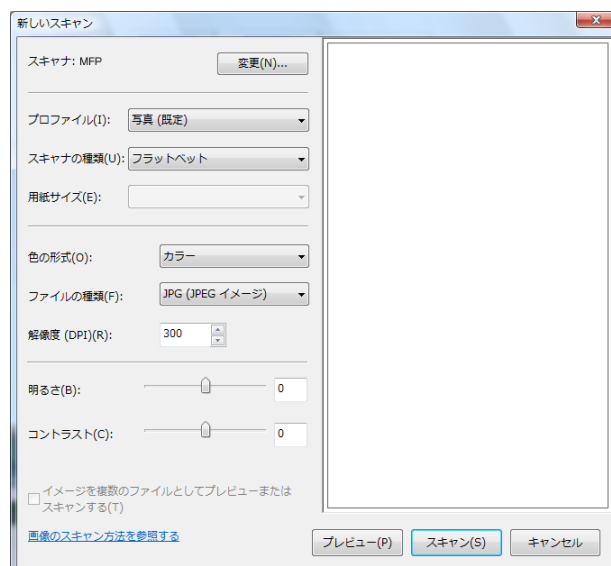 新しいスキャン
スキャナ: MFP
変更(N)...
プロファイル(I):
写真 (既定)
スキャナの種類(U):
フラットベット
用紙サイズ(E):
色の形式(O):
カラー
ファイルの種類(F):
JPG (JPEG イメージ)
解像度 (DPI)(R):
300
明るさ(B):
0
コントラスト(C):
0
イメージを複数のファイルとしてプレビューまたは
スキャンする(T)
画像のスキャン方法を参照する
プレビュー(P)
スキャン(S)
キャンセル